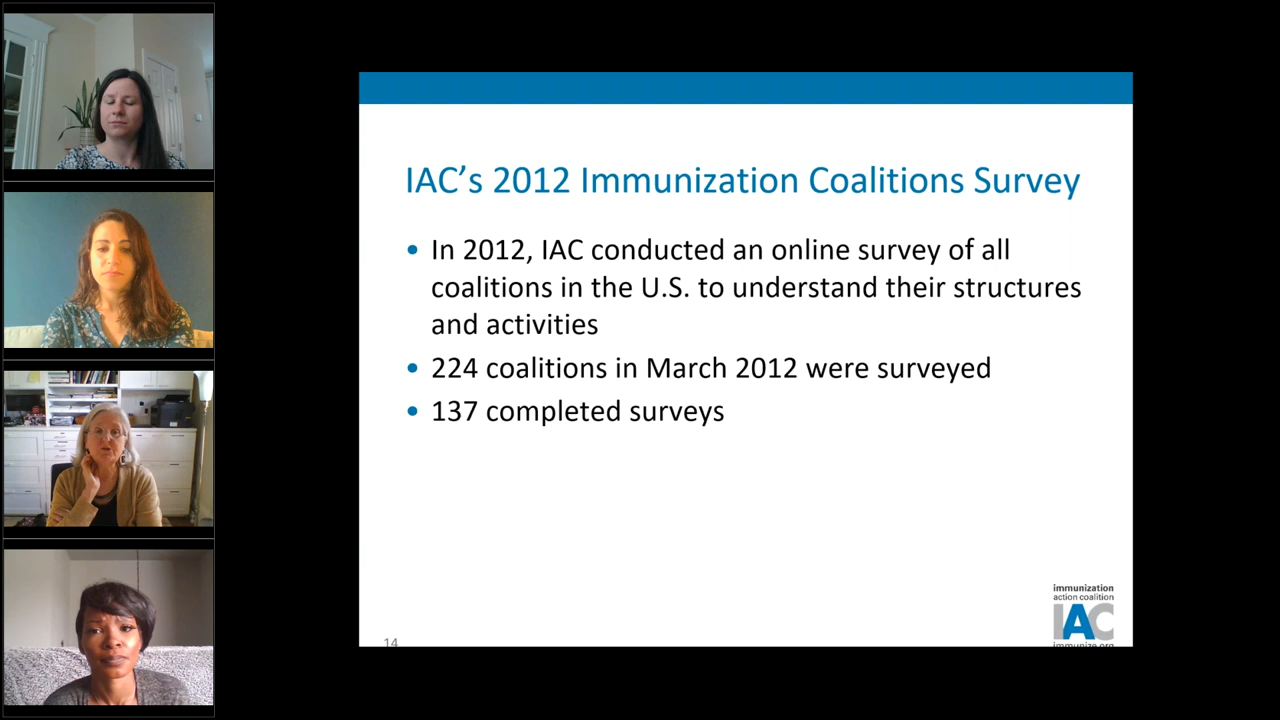 IAC’s 2012 Immunization Coalitions Survey
• In 2012, IAC conducted an online survey of all
coalitions in the U.S. to understand their structures
and activities
• 224 coalitions in March 2012 were surveyed
• 137 completed surveys
14
immunization
action coalition
IAC
immunize.org